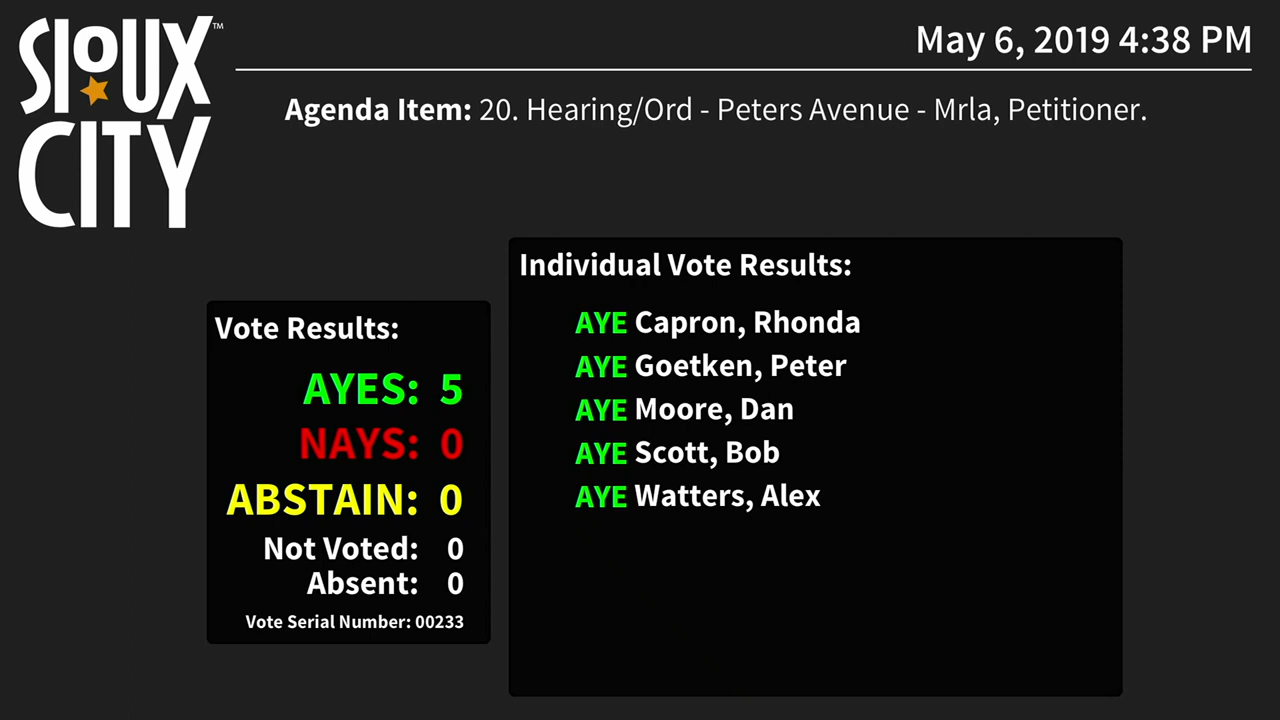 SIOUX
CITY™
May 6, 2019 4:38 PM
Agenda Item: 20. Hearing/Ord - Peters Avenue - Mrla, Petitioner.
Vote Results:
AYES: 5
NAYS: 0
ABSTAIN: 0
Not Voted: 0
Absent: 0
Vote Serial Number: 00233
Individual Vote Results:
AYE Capron, Rhonda
AYE Goetken, Peter
AYE Moore, Dan
AYE Scott, Bob
AYE Watters, Alex